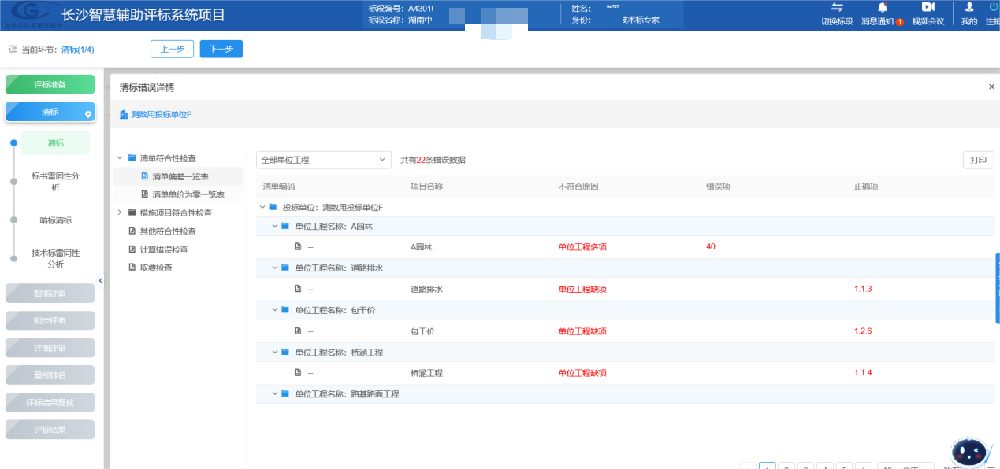 长沙智慧辅助评标系统项目
标段编号：A43010
标段名称：湖南中
姓名：
身份：
支术标专家
切换标段
消息通知 1
视频会议
我的
注销
当前环节：清标(1/4)
上一步
下一步
评标准备
清标
清标
标书雷同性分
析
暗标清标
技术标雷同性
分析
智能评审
初步评审
详细评审
最终排名
评标结果复核
评标结果
清标错误详情
测数用投标单位F
清单符合性检查
清单偏差一览表
清单单价为零一览表
措施项目符合性检查
其他符合性检查
计算错误检查
取费检查
全部单位工程
共有22条错误数据
打印
清单编码 项目名称 不符合原因 错误项 正确项
投标单位：测数用投标单位F
单位工程名称：A园林
-- A园林 单位工程多项 40
单位工程名称：道路排水
-- 道路排水 单位工程缺项 1.1.3
单位工程名称：包干价
-- 包干价 单位工程缺项 1.2.6
单位工程名称：桥涵工程
-- 桥涵工程 单位工程缺项 1.1.4
单位工程名称：路基路面工程